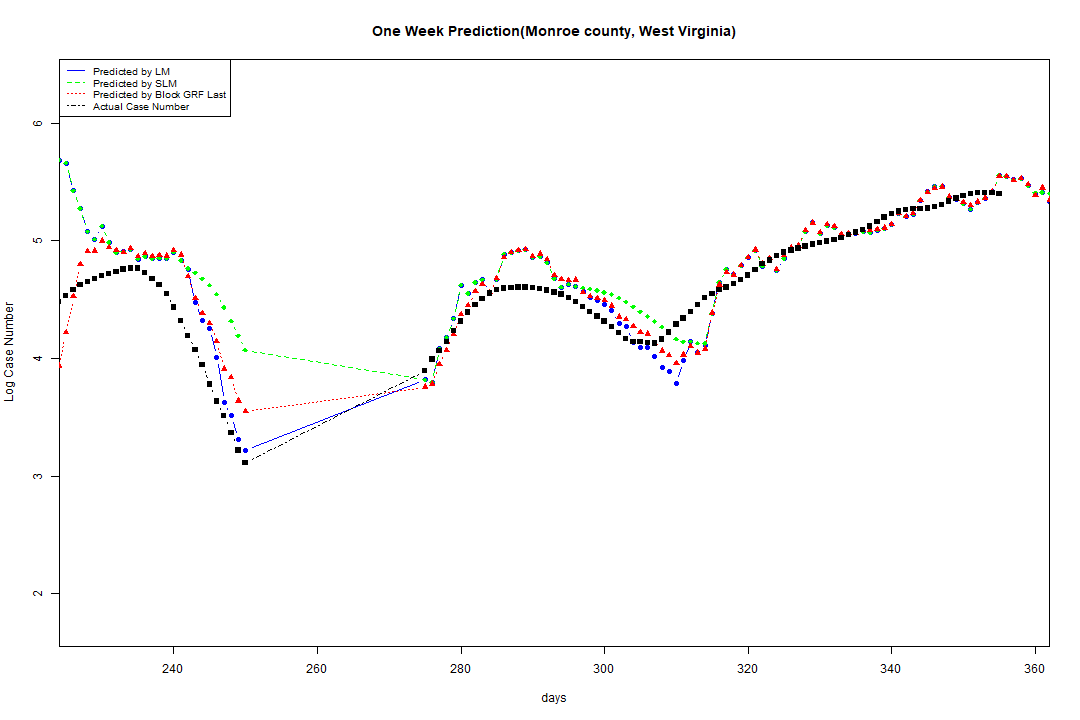 One Week Prediction(Monroe county, West Virginia)
Predicted by LM
Predicted by SLM
Predicted by Block GRF Last
Actual Case Number
6
5
4
3
2
Log Case Number
240 260 280 300 320 340 360
days